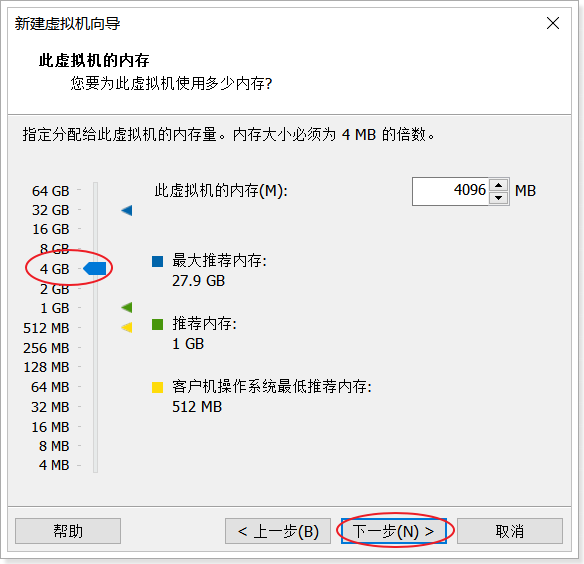 新建虚拟机向导
此虚拟机的内存
您要为此虚拟机使用多少内存?
指定分配给此虚拟机的内存量。内存大小必须为 4 MB 的倍数。
64 GB
32 GB
16 GB
8 GB
4 GB
2 GB
1 GB
512 MB
256 MB
128 MB
64 MB
32 MB
16 MB
8 MB
4 MB
此虚拟机的内存(M):
4096 MB
最大推荐内存:
27.9 GB
推荐内存:
1 GB
客户机操作系统最低推荐内存:
512 MB
帮助
< 上一步(B)
下一步(N) >
取消